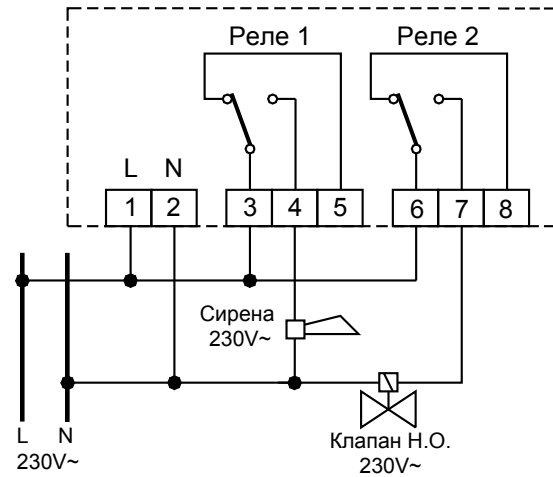 Реле 1
Реле 2
L
N
1
2
3
4
5
6
7
8
Сирена
230V~
L
N
230V~
Клапан Н.О.
230V~